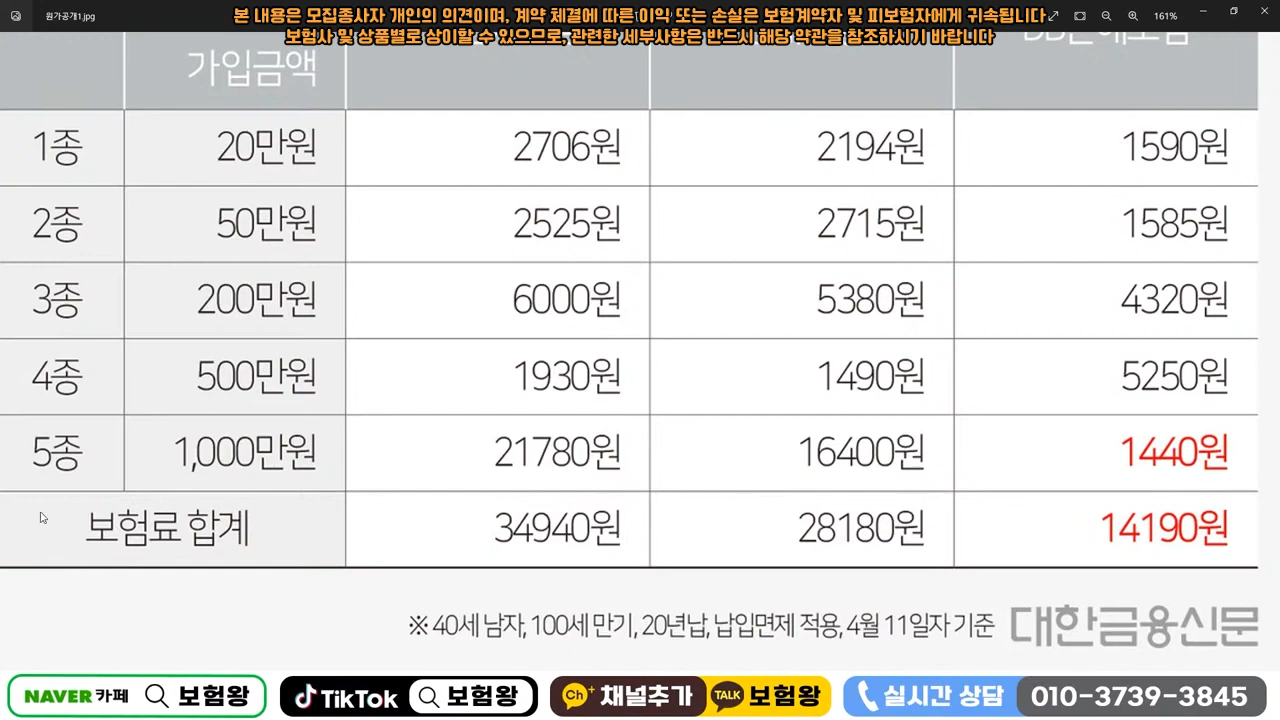 원가공개1.jpg
161%
본 내용은 모집종사자 개인의 의견이며, 계약 체결에 따른 이익 또는 손실은 보험계약자 및 피보험자에게 귀속됩니다
보험사 및 상품별로 상이할 수 있으므로, 관련한 세부사항은 반드시 해당 약관을 참조하시기 바랍니다
가입금액
1종 20만원 2706원 2194원 1590원
2종 50만원 2525원 2715원 1585원
3종 200만원 6000원 5380원 4320원
4종 500만원 1930원 1490원 5250원
5종 1,000만원 21780원 16400원 1440원
보험료 합계 34940원 28180원 14190원
※ 40세 남자, 100세 만기, 20년납, 납입면제 적용, 4월 11일자 기준 대한금융신문
NAVER 카페 보험왕 TikTok 보험왕 Ch+ 채널추가 TALK 보험왕 실시간 상담 010-3739-3845